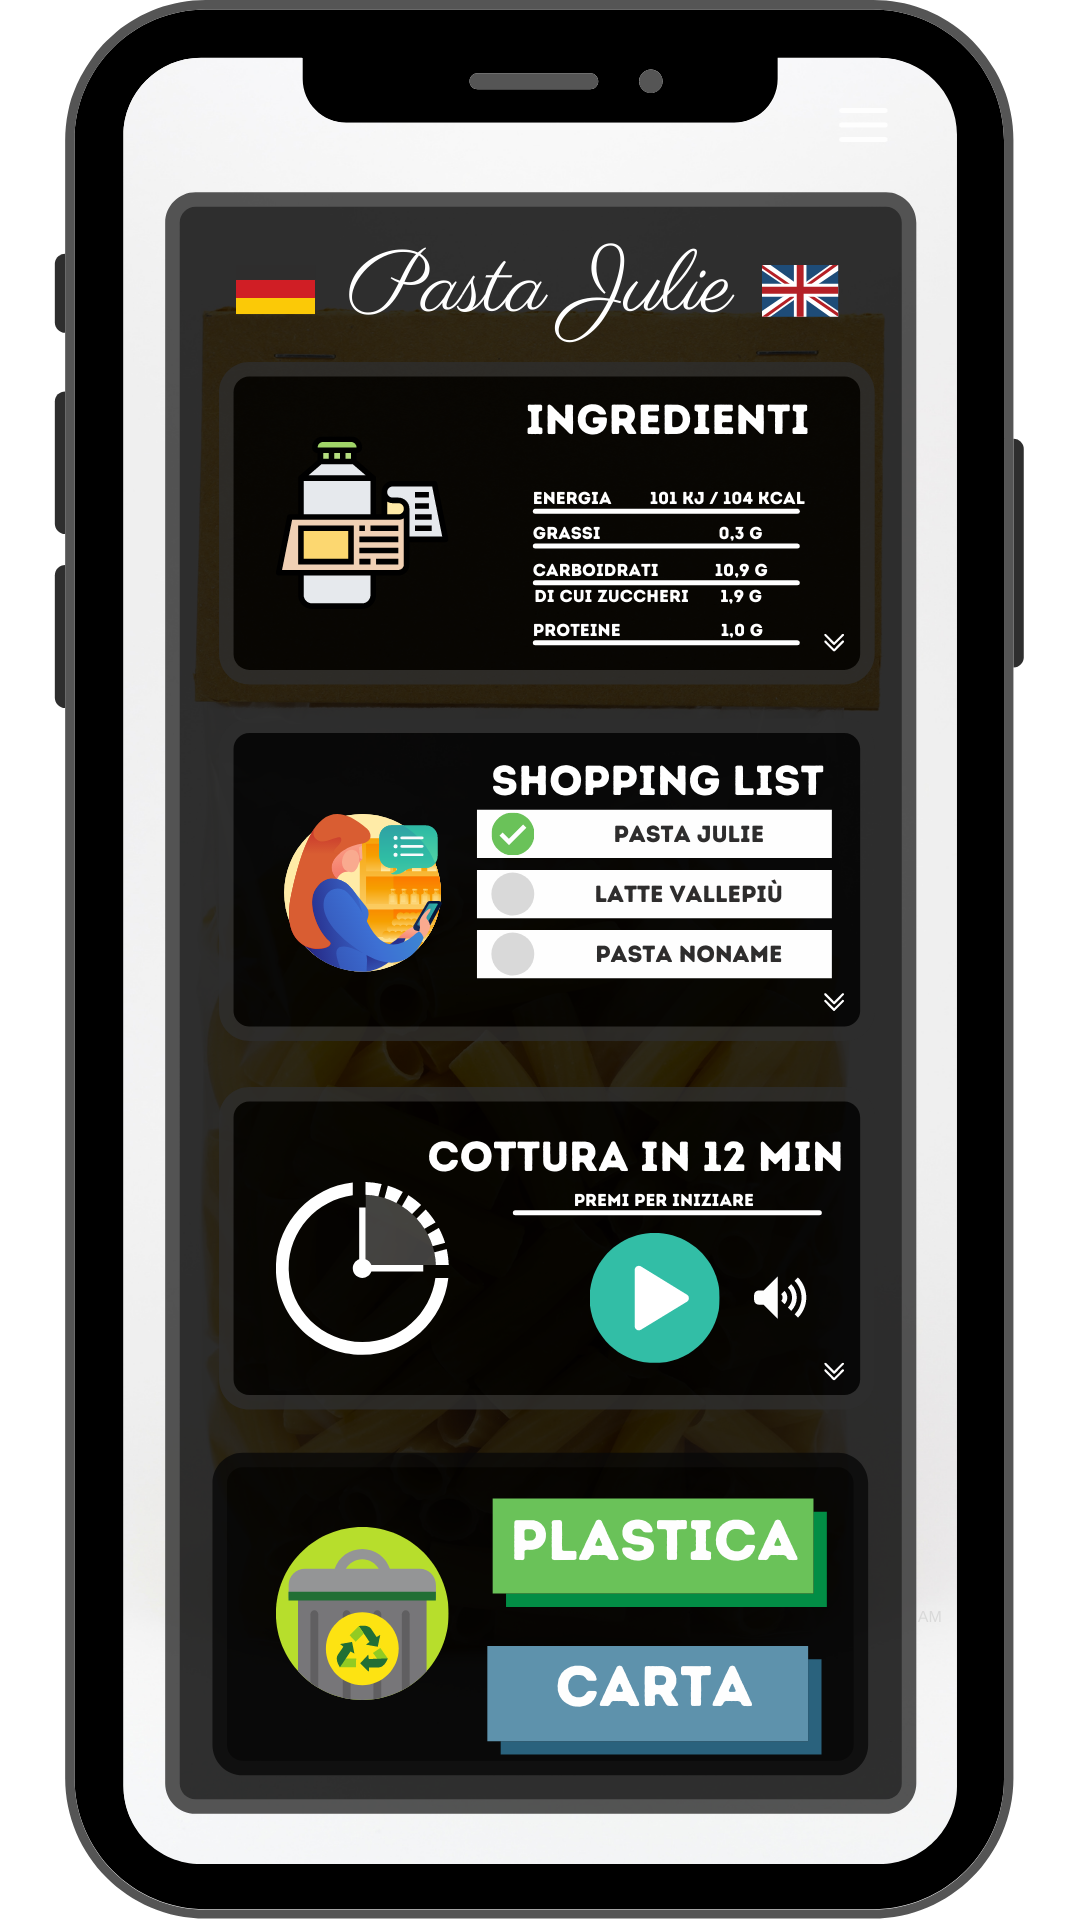 Pasta Julie
INGREDIENTI
ENERGIA 101 KJ / 104 KCAL
GRASSI 0,3 G
CARBOIDRATI 10,9 G
DI CUI ZUCCHERI 1,9 G
PROTEINE 1,0 G
SHOPPING LIST
PASTA JULIE
LATTE VALLEPIÙ
PASTA NONAME
COTTURA IN 12 MIN
PREMI PER INIZIARE
PLASTICA
AM
CARTA